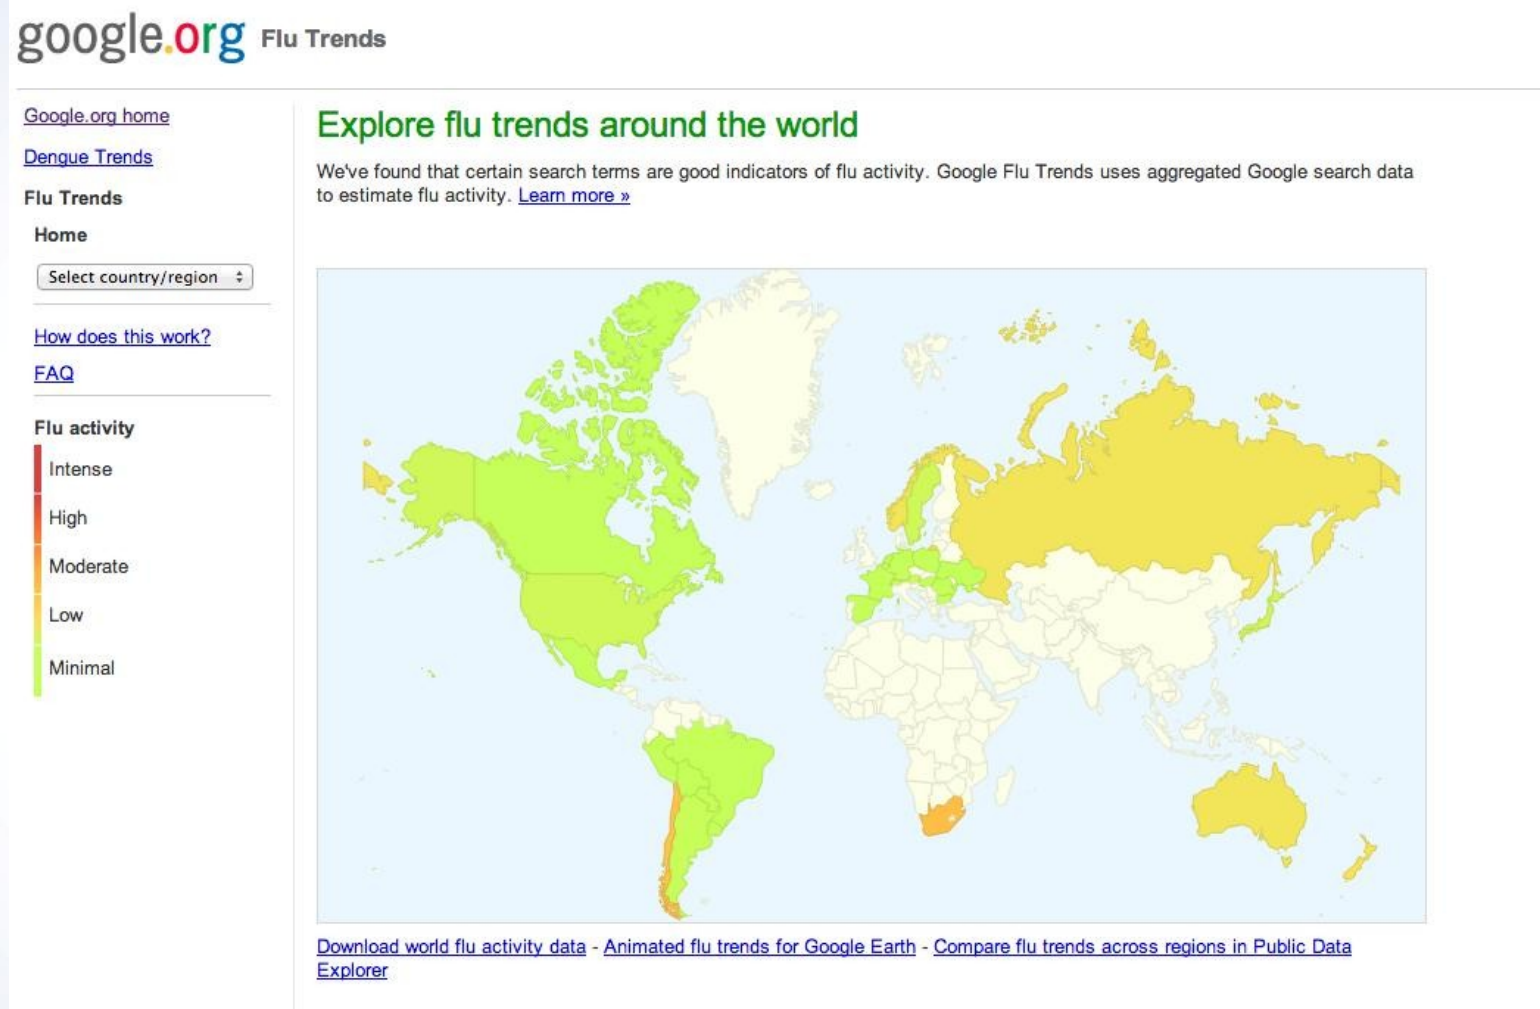 google.org Flu Trends
Google.org home
Dengue Trends
Flu Trends
Home
Select country/region
How does this work?
FAQ
Flu activity
Intense
High
Moderate
Low
Minimal
Explore flu trends around the world
We've found that certain search terms are good indicators of flu activity. Google Flu Trends uses aggregated Google search data
to estimate flu activity. Learn more »
Download world flu activity data - Animated flu trends for Google Earth - Compare flu trends across regions in Public Data
Explorer